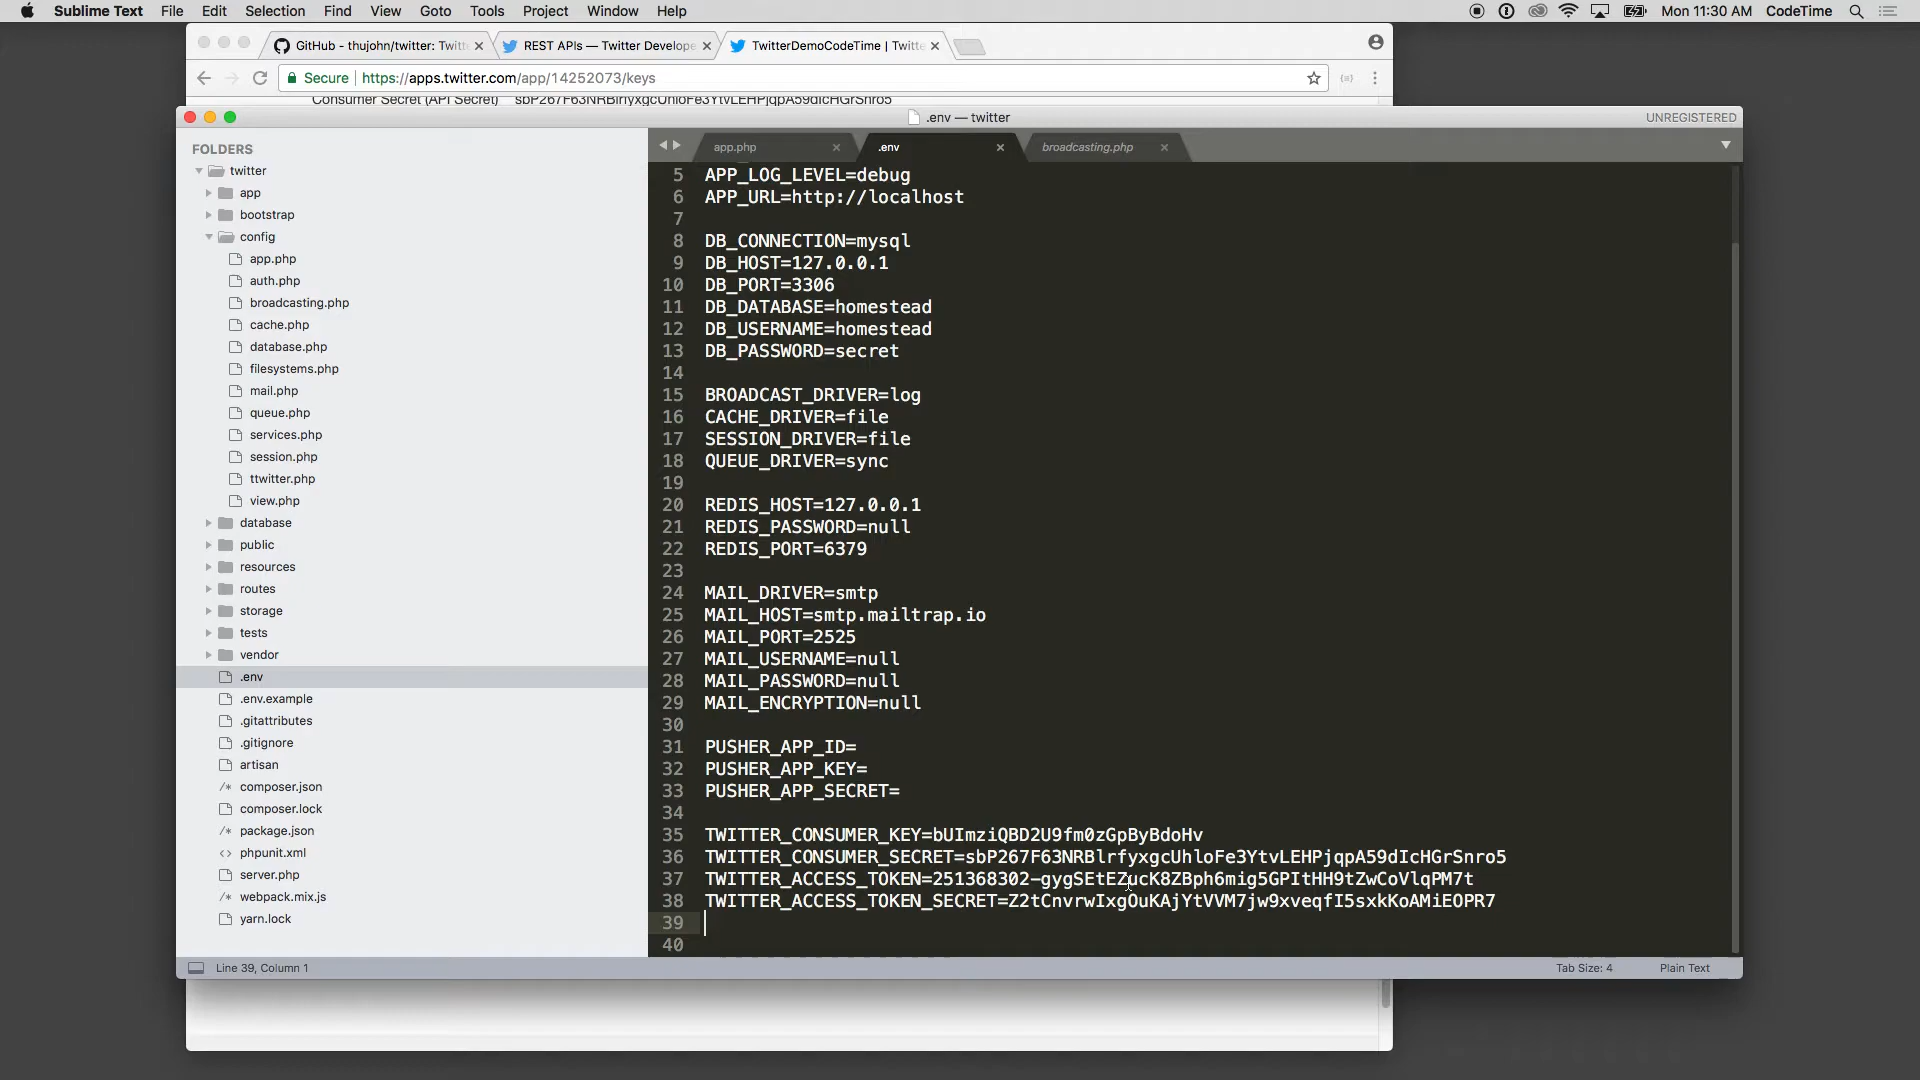 Sublime Text File Edit Selection Find View Goto Tools Project Window Help Mon 11:30 AM CodeTime
GitHub - thujohn/twitter: Twitt REST APIs — Twitter Develope TwitterDemoCodeTime | Twitt
Secure | https://apps.twitter.com/app/14252073/keys
Consumer Secret (API Secret) sbP267F63NRBlrfyxgcUhloFe3YtvLEHPjqpA59dIcHGrSnro5
.env — twitter UNREGISTERED
FOLDERS
twitter
app
bootstrap
config
app.php
auth.php
broadcasting.php
cache.php
database.php
filesystems.php
mail.php
queue.php
services.php
session.php
ttwitter.php
view.php
database
public
resources
routes
storage
tests
vendor
.env
.env.example
.gitattributes
.gitignore
artisan
/* composer.json
composer.lock
/* package.json
<> phpunit.xml
server.php
/* webpack.mix.js
yarn.lock
app.php .env broadcasting.php
5 APP_LOG_LEVEL=debug
6 APP_URL=http://localhost
7
8 DB_CONNECTION=mysql
9 DB_HOST=127.0.0.1
10 DB_PORT=3306
11 DB_DATABASE=homestead
12 DB_USERNAME=homestead
13 DB_PASSWORD=secret
14
15 BROADCAST_DRIVER=log
16 CACHE_DRIVER=file
17 SESSION_DRIVER=file
18 QUEUE_DRIVER=sync
19
20 REDIS_HOST=127.0.0.1
21 REDIS_PASSWORD=null
22 REDIS_PORT=6379
23
24 MAIL_DRIVER=smtp
25 MAIL_HOST=smtp.mailtrap.io
26 MAIL_PORT=2525
27 MAIL_USERNAME=null
28 MAIL_PASSWORD=null
29 MAIL_ENCRYPTION=null
30
31 PUSHER_APP_ID=
32 PUSHER_APP_KEY=
33 PUSHER_APP_SECRET=
34
35 TWITTER_CONSUMER_KEY=bUImziQBD2U9fm0zGpByBdoHv
36 TWITTER_CONSUMER_SECRET=sbP267F63NRBlrfyxgcUhloFe3YtvLEHPjqpA59dIcHGrSnro5
37 TWITTER_ACCESS_TOKEN=251368302-gygSEtEZucK8ZBph6mig5GPItHH9tZwCoVlqPM7t
38 TWITTER_ACCESS_TOKEN_SECRET=Z2tCnvrwIxgOuKAjYtVVM7jw9xveqfI5sxkKoAMiEOPR7
39
40
Line 39, Column 1 Tab Size: 4 Plain Text